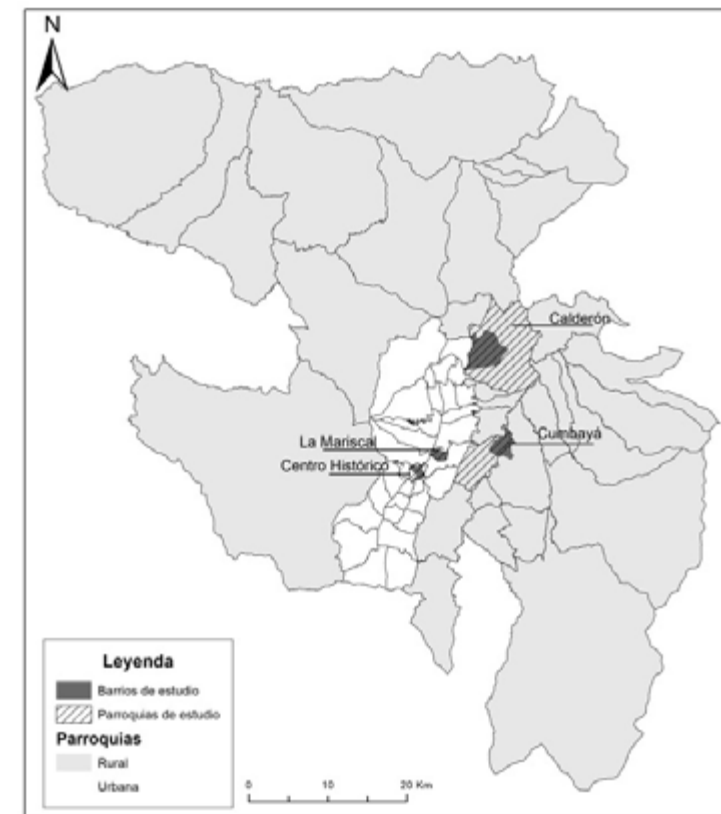 N
Calderón
La Mariscal
Cumbayá
Centro Histórico
Leyenda
Barrios de estudio
Parroquias de estudio
Parroquias
Rural
Urbana
0 10 20 Km